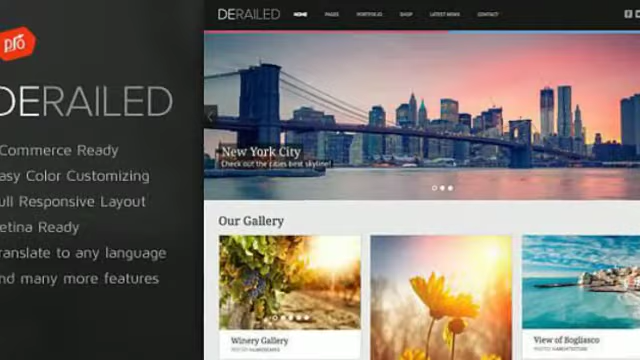 pro
DERAILED
Commerce Ready
asy Color Customizing
ull Responsive Layout
etina Ready
ranslate to any language
nd many more features
DERAILED HOME PAGES PORTFOLIO SHOP LATEST NEWS CONTACT
New York City
Check out the cities best skyline!
Our Gallery
Winery Gallery
View of Bogliasco